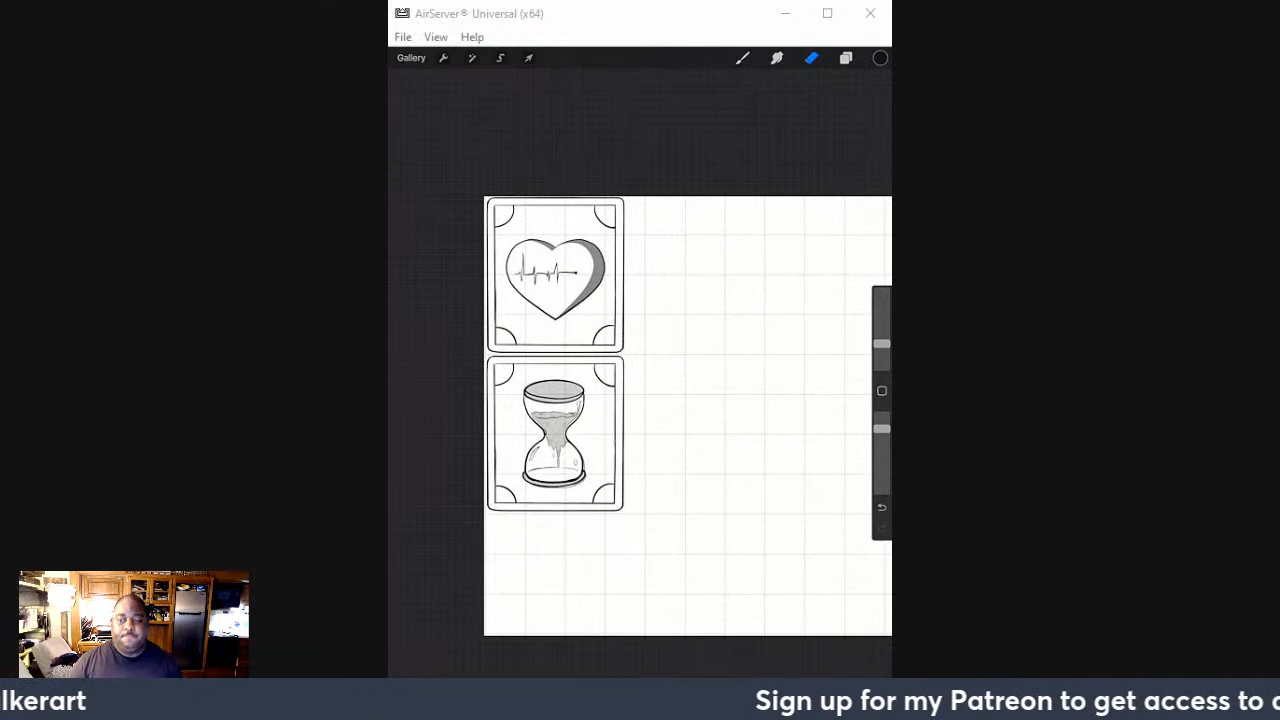 AirServer® Universal (x64)
File View Help
Gallery
lkerart Sign up for my Patreon to get access to